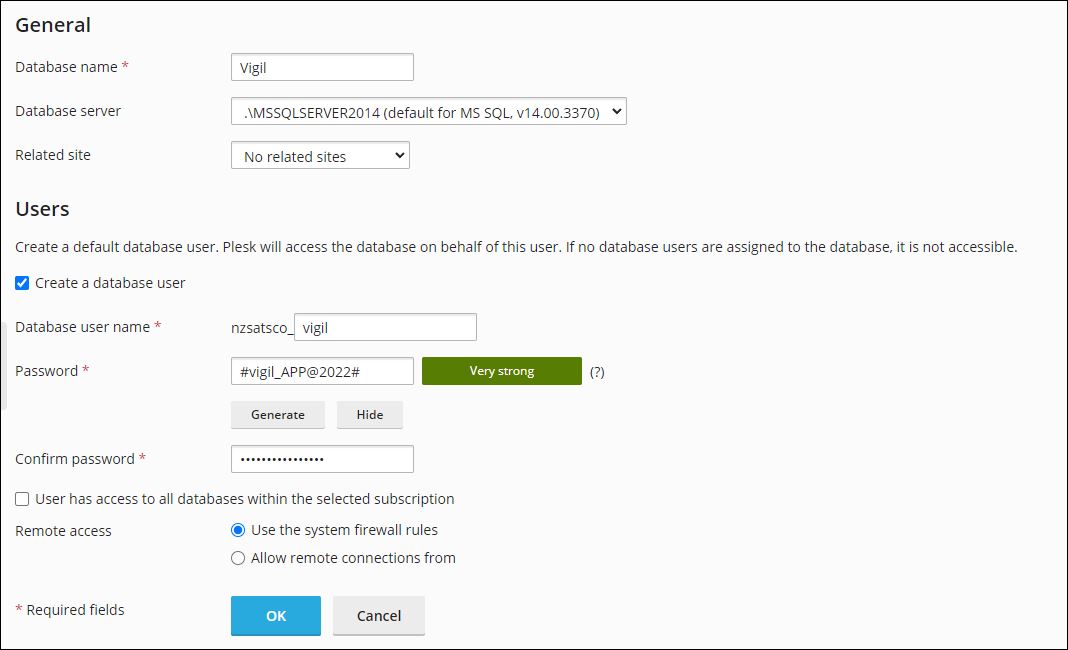 General
Database name *
Vigil
Database server
.\MSSQLSERVER2014 (default for MS SQL, v14.00.3370)
Related site
No related sites
Users
Create a default database user. Plesk will access the database on behalf of this user. If no database users are assigned to the database, it is not accessible.
Create a database user
Database user name *
nzsatsco_ vigil
Password *
#vigil_APP@2022#
Very strong
(?)
Generate
Hide
Confirm password *
••••••••••••••••
User has access to all databases within the selected subscription
Remote access
Use the system firewall rules
Allow remote connections from
* Required fields
OK
Cancel